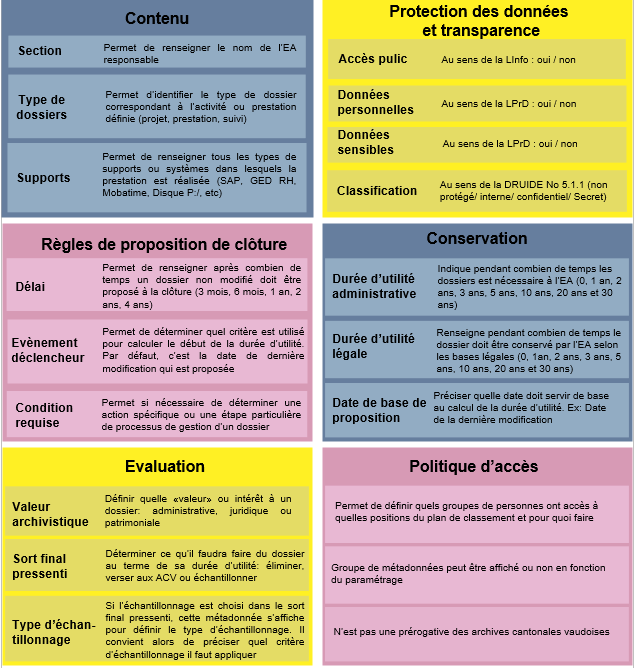 Contenu
Section
Permet de renseigner le nom de l'EA
responsable
Type de
dossiers
Permet d'identifier le type de dossier
correspondant à l'activité ou prestation
définie (projet, prestation, suivi)
Supports
Permet de renseigner tous les types de
supports ou systèmes dans lesquels la
prestation est réalisée (SAP, GED RH,
Mobatime, Disque P:/, etc)
Protection des données
et transparence
Accès pulic
Au sens de la LInfo : oui / non
Données
personnelles
Au sens de la LPrD : oui / non
Données
sensibles
Au sens de la LPrD : oui / non
Classification
Au sens de la DRUIDE No 5.1.1 (non
protégé/ interne/ confidentiel/ Secret)
Règles de proposition de clôture
Délai
Permet de renseigner après combien de
temps un dossier non modifié doit être
proposé à la clôture (3 mois, 6 mois, 1 an, 2
ans, 4 ans)
Evènement
déclencheur
Permet de déterminer quel critère est utilisé
pour calculer le début de la durée d'utilité.
Par défaut, c'est la date de dernière
modification qui est proposée
Condition
requise
Permet si nécessaire de déterminer une
action spécifique ou une étape particulière
de processus de gestion d'un dossier
Conservation
Durée d'utilité
administrative
Indique pendant combien de temps les
dossiers est nécessaire à l'EA (0, 1 an, 2
ans, 3 ans, 5 ans, 10 ans, 20 ans et 30
ans)
Durée d'utilité
légale
Renseigne pendant combien de temps le
dossier doit être conservé par l'EA selon
les bases légales (0, 1an, 2 ans, 3 ans, 5
ans, 10 ans, 20 ans et 30 ans)
Date de base de
proposition
Préciser quelle date doit servir de base
au calcul de la durée d'utilité. Ex: Date
de la dernière modification
Evaluation
Valeur
archivistique
Définir quelle «valeur» ou intérêt à un
dossier: administrative, juridique ou
patrimoniale
Sort final
pressenti
Déterminer ce qu'il faudra faire du dossier
au terme de sa durée d'utilité: éliminer,
verser aux ACV ou échantillonner
Type d'échan-
tillonnage
Si l'échantillonnage est choisi dans le sort
final pressenti, cette métadonnée s'affiche
pour définir le type d'échantillonnage. Il
convient alors de préciser quel critère
d'échantillonnage il faut appliquer
Politique d'accès
Permet de définir quels groupes de personnes ont accès à
quelles positions du plan de classement et pour quoi faire
Groupe de métadonnées peut être affiché ou non en fonction
du paramétrage
N'est pas une prérogative des archives cantonales vaudoises